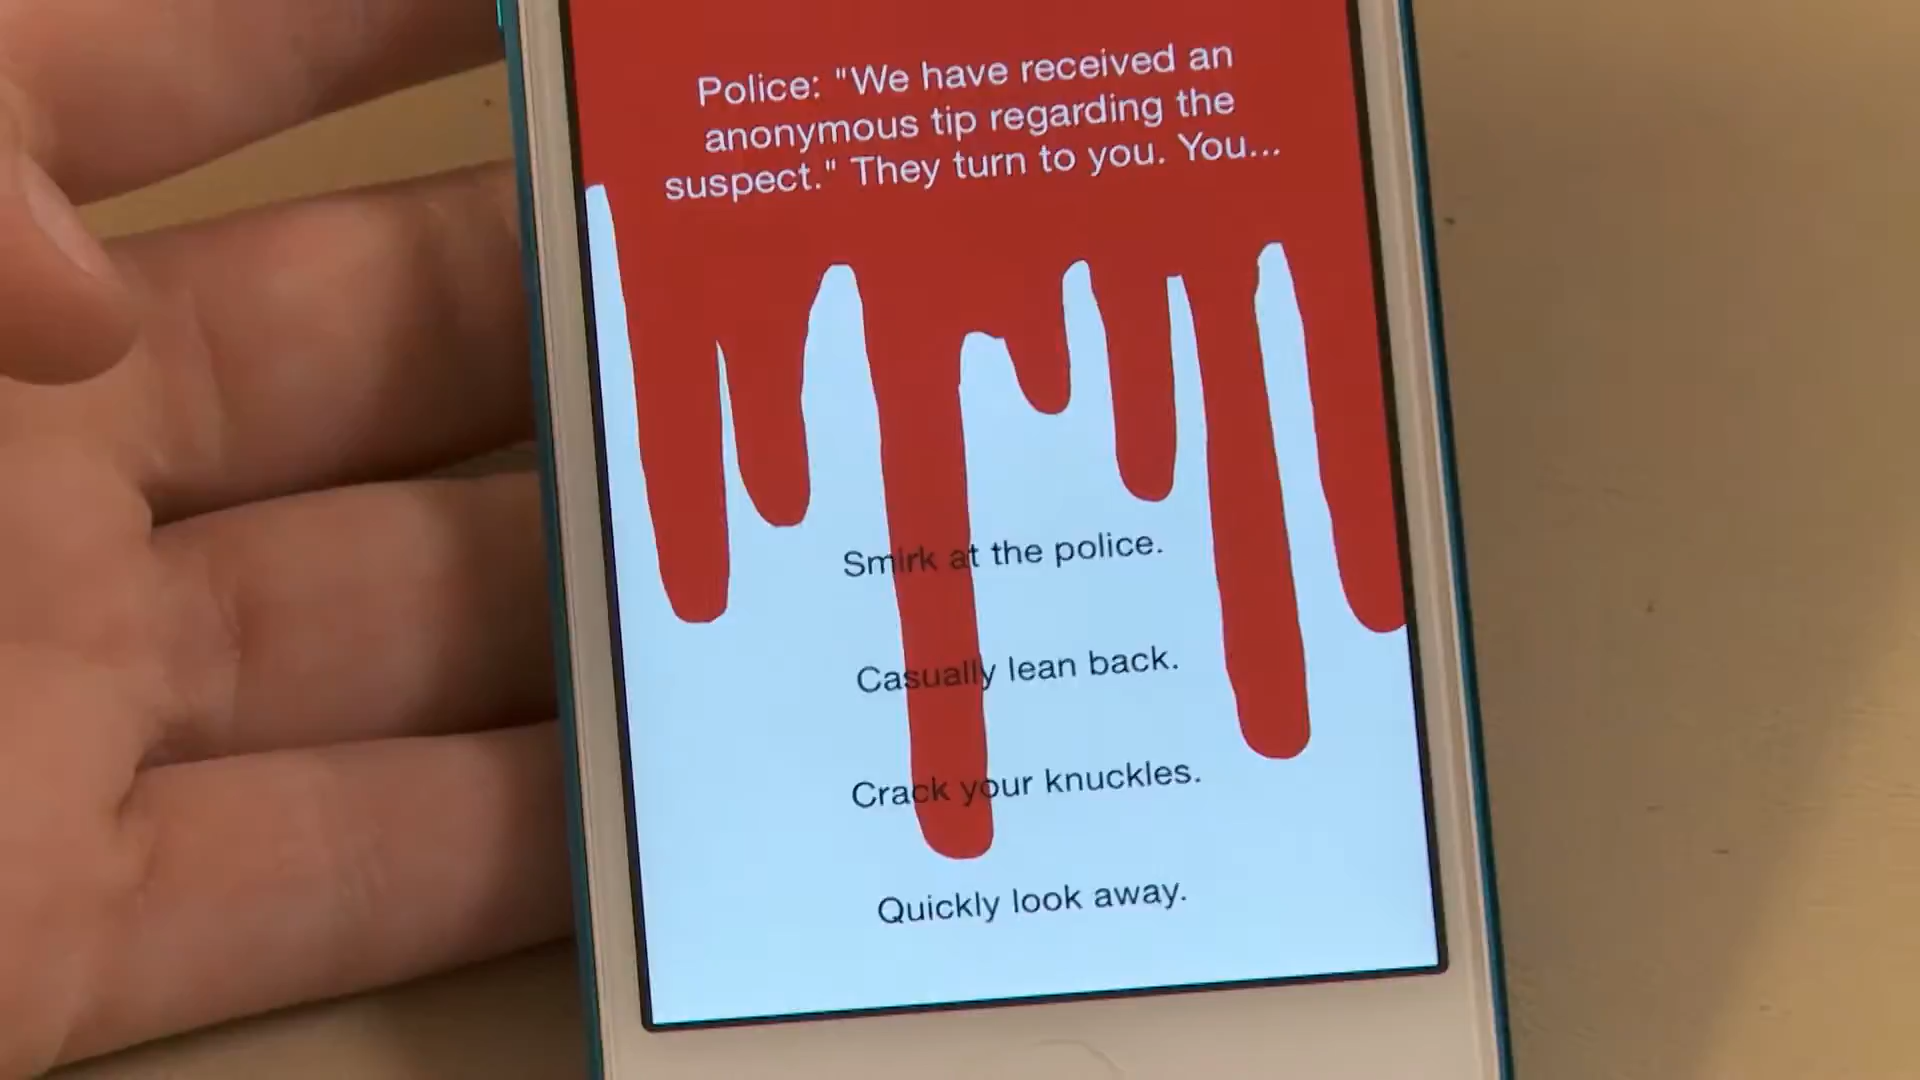 Police: "We have received an
anonymous tip regarding the
suspect." They turn to you. You...
Smirk at the police.
Casually lean back.
Crack your knuckles.
Quickly look away.